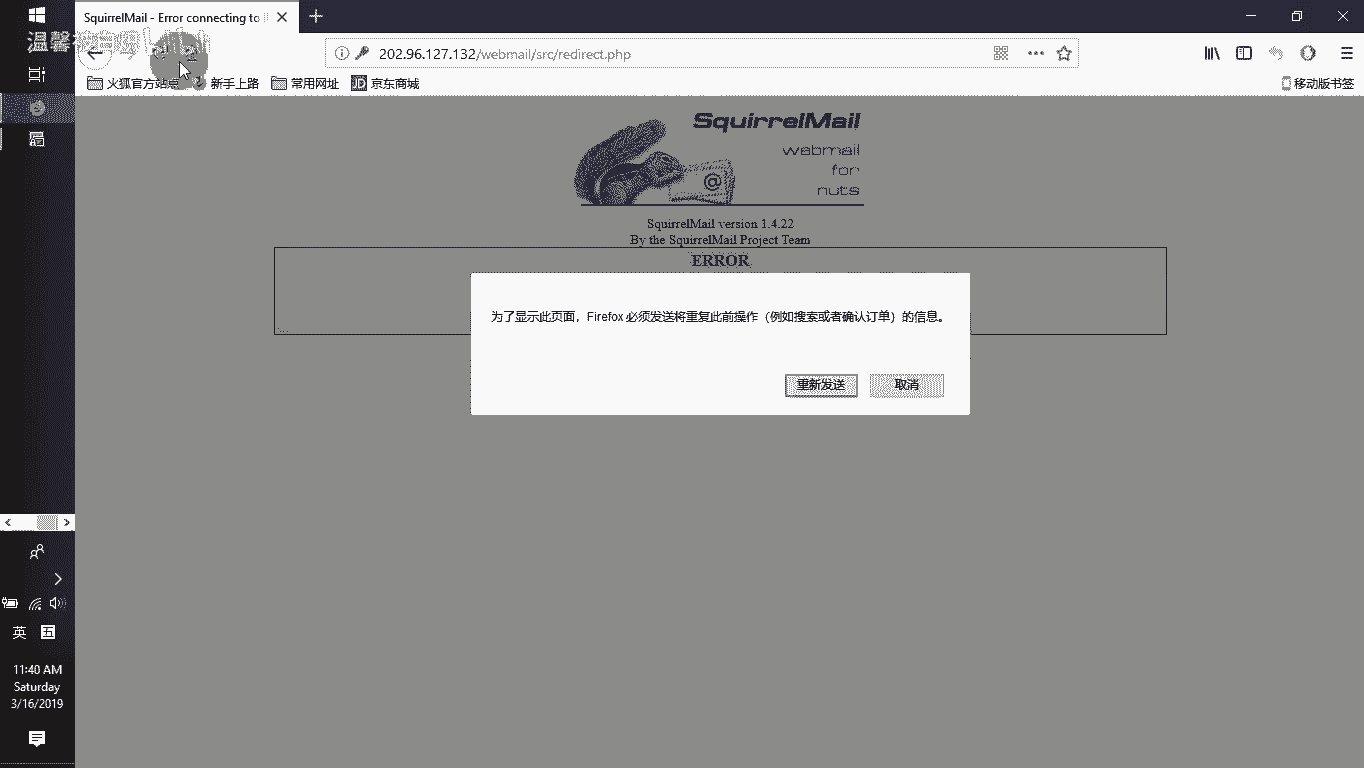 SquirrelMail - Error connecting to
温馨
202.96.127.132/webmail/src/redirect.php
火狐官方站点
新手上路
常用网址
JD 京东商城
移动版书签
SquirrelMail
webmail
for
nuts
@
SquirrelMail version 1.4.22
By the SquirrelMail Project Team
ERROR
为了显示此页面，Firefox 必须发送将重复此前操作（例如搜索或者确认订单）的信息。
重新发送
取消
英 五
11:40 AM
Saturday
3/16/2019